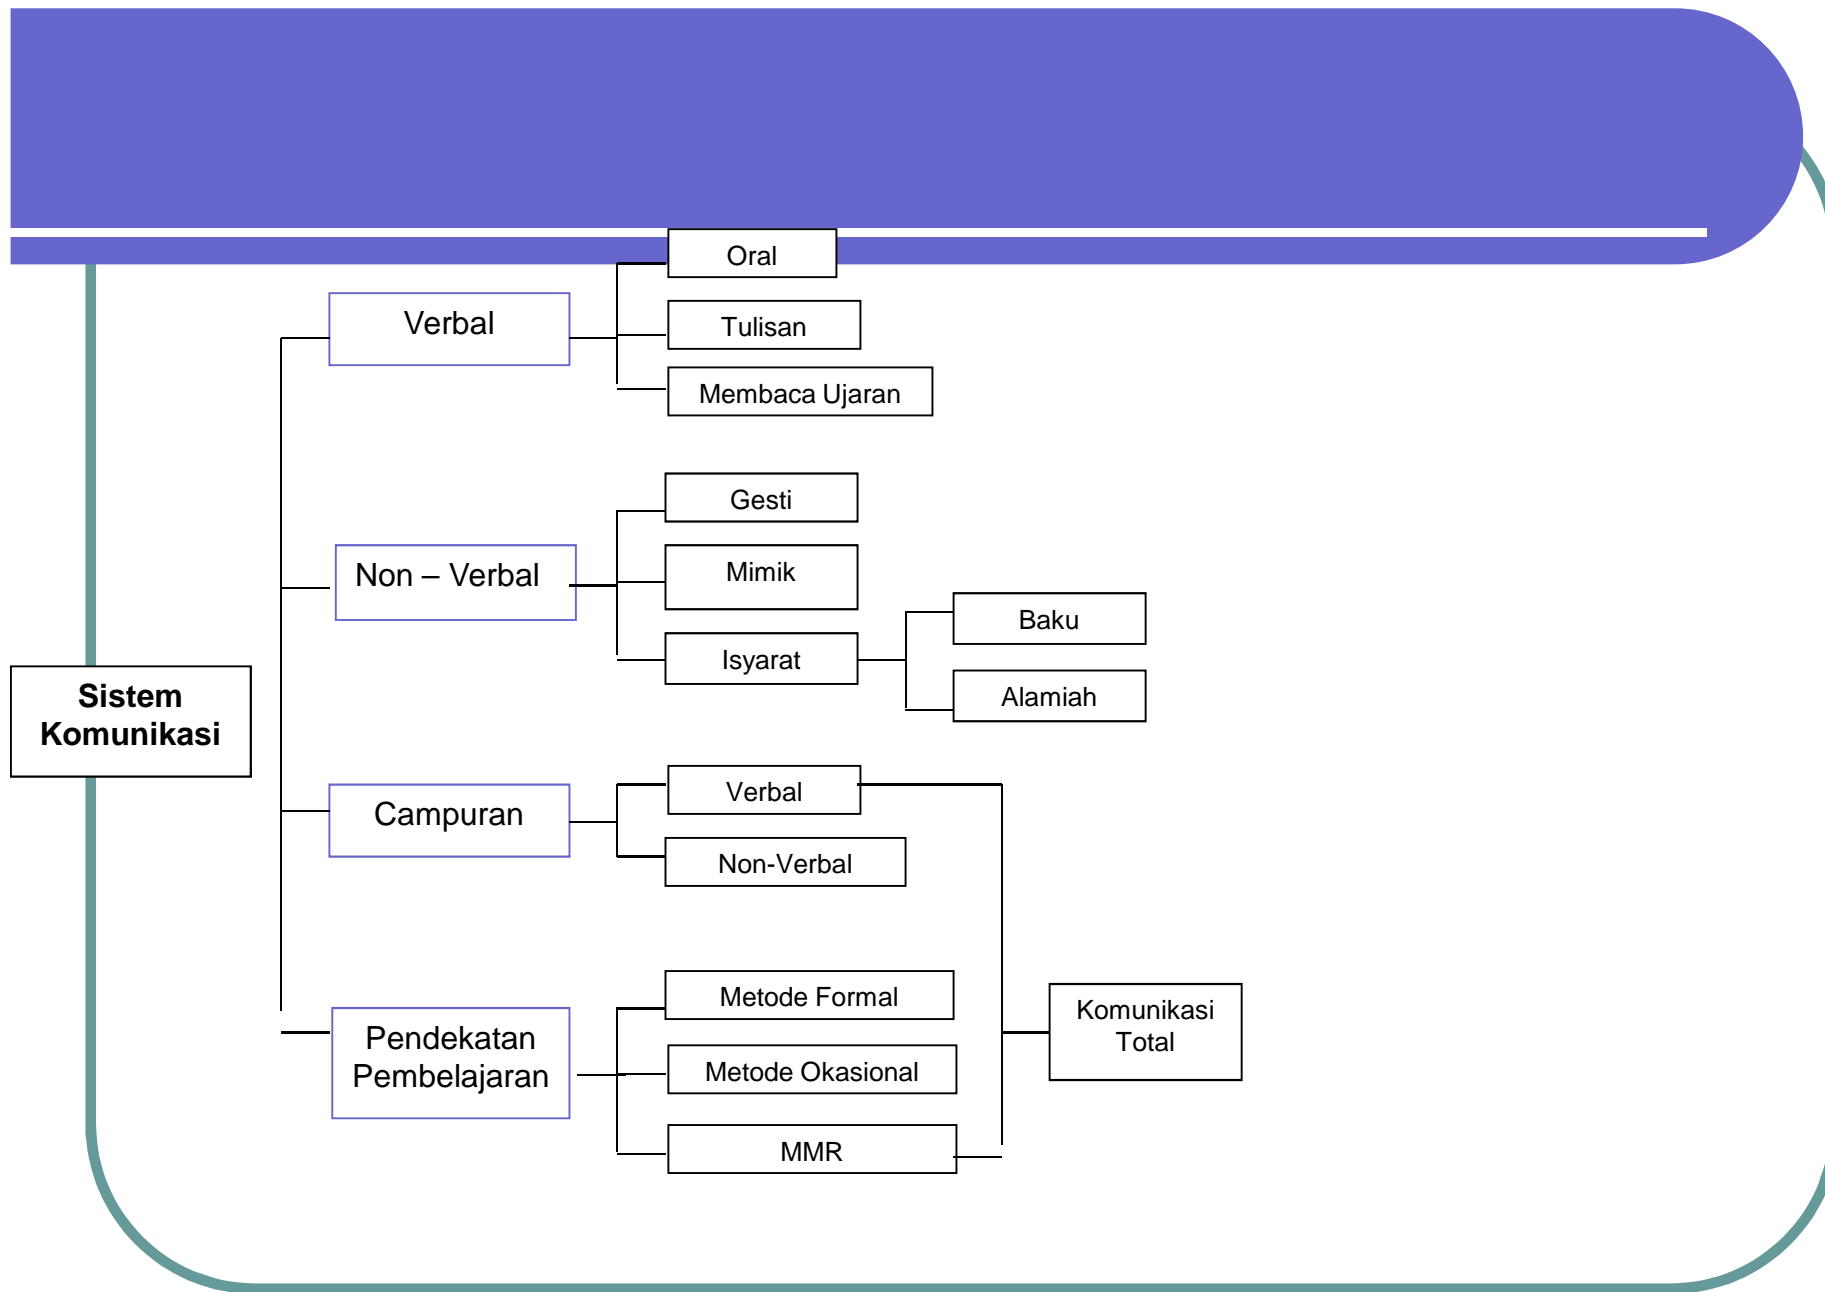 Oral
Verbal
Tulisan
Membaca Ujaran
Gesti
Non – Verbal
Mimik
Baku
Isyarat
Alamiah
Sistem
Komunikasi
Verbal
Campuran
Non-Verbal
Metode Formal
Komunikasi
Total
Pendekatan
Pembelajaran
Metode Okasional
MMR